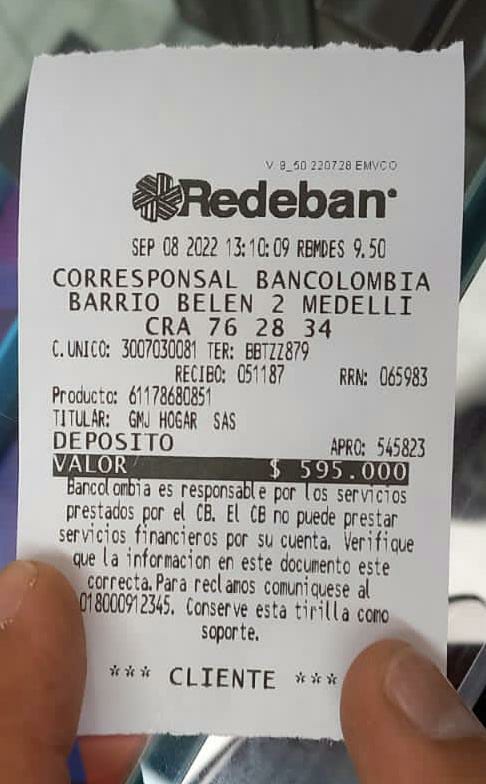 V 9_50 220728 EMVCO
Redeban
SEP 08 2022 13:10:09 RBMDES 9.50
CORRESPONSAL BANCOLOMBIA
BARRIO BELEN 2 MEDELLI
CRA 76 28 34
C.UNICO: 3007030081 TER: BBTZZ879
RECIBO: 051187 RRN: 065983
Producto: 61178680851
TITULAR: GMJ HOGAR SAS
DEPOSITO APRO: 545823
VALOR $ 595.000
Bancolombia es responsable por los servicios
prestados por el CB. El CB no puede prestar
servicios financieros por su cuenta. Verifique
que la informacion en este documento este
correcta.Para reclamos comuniquese al
018000912345. Conserve esta tirilla como
soporte.
*** CLIENTE ***